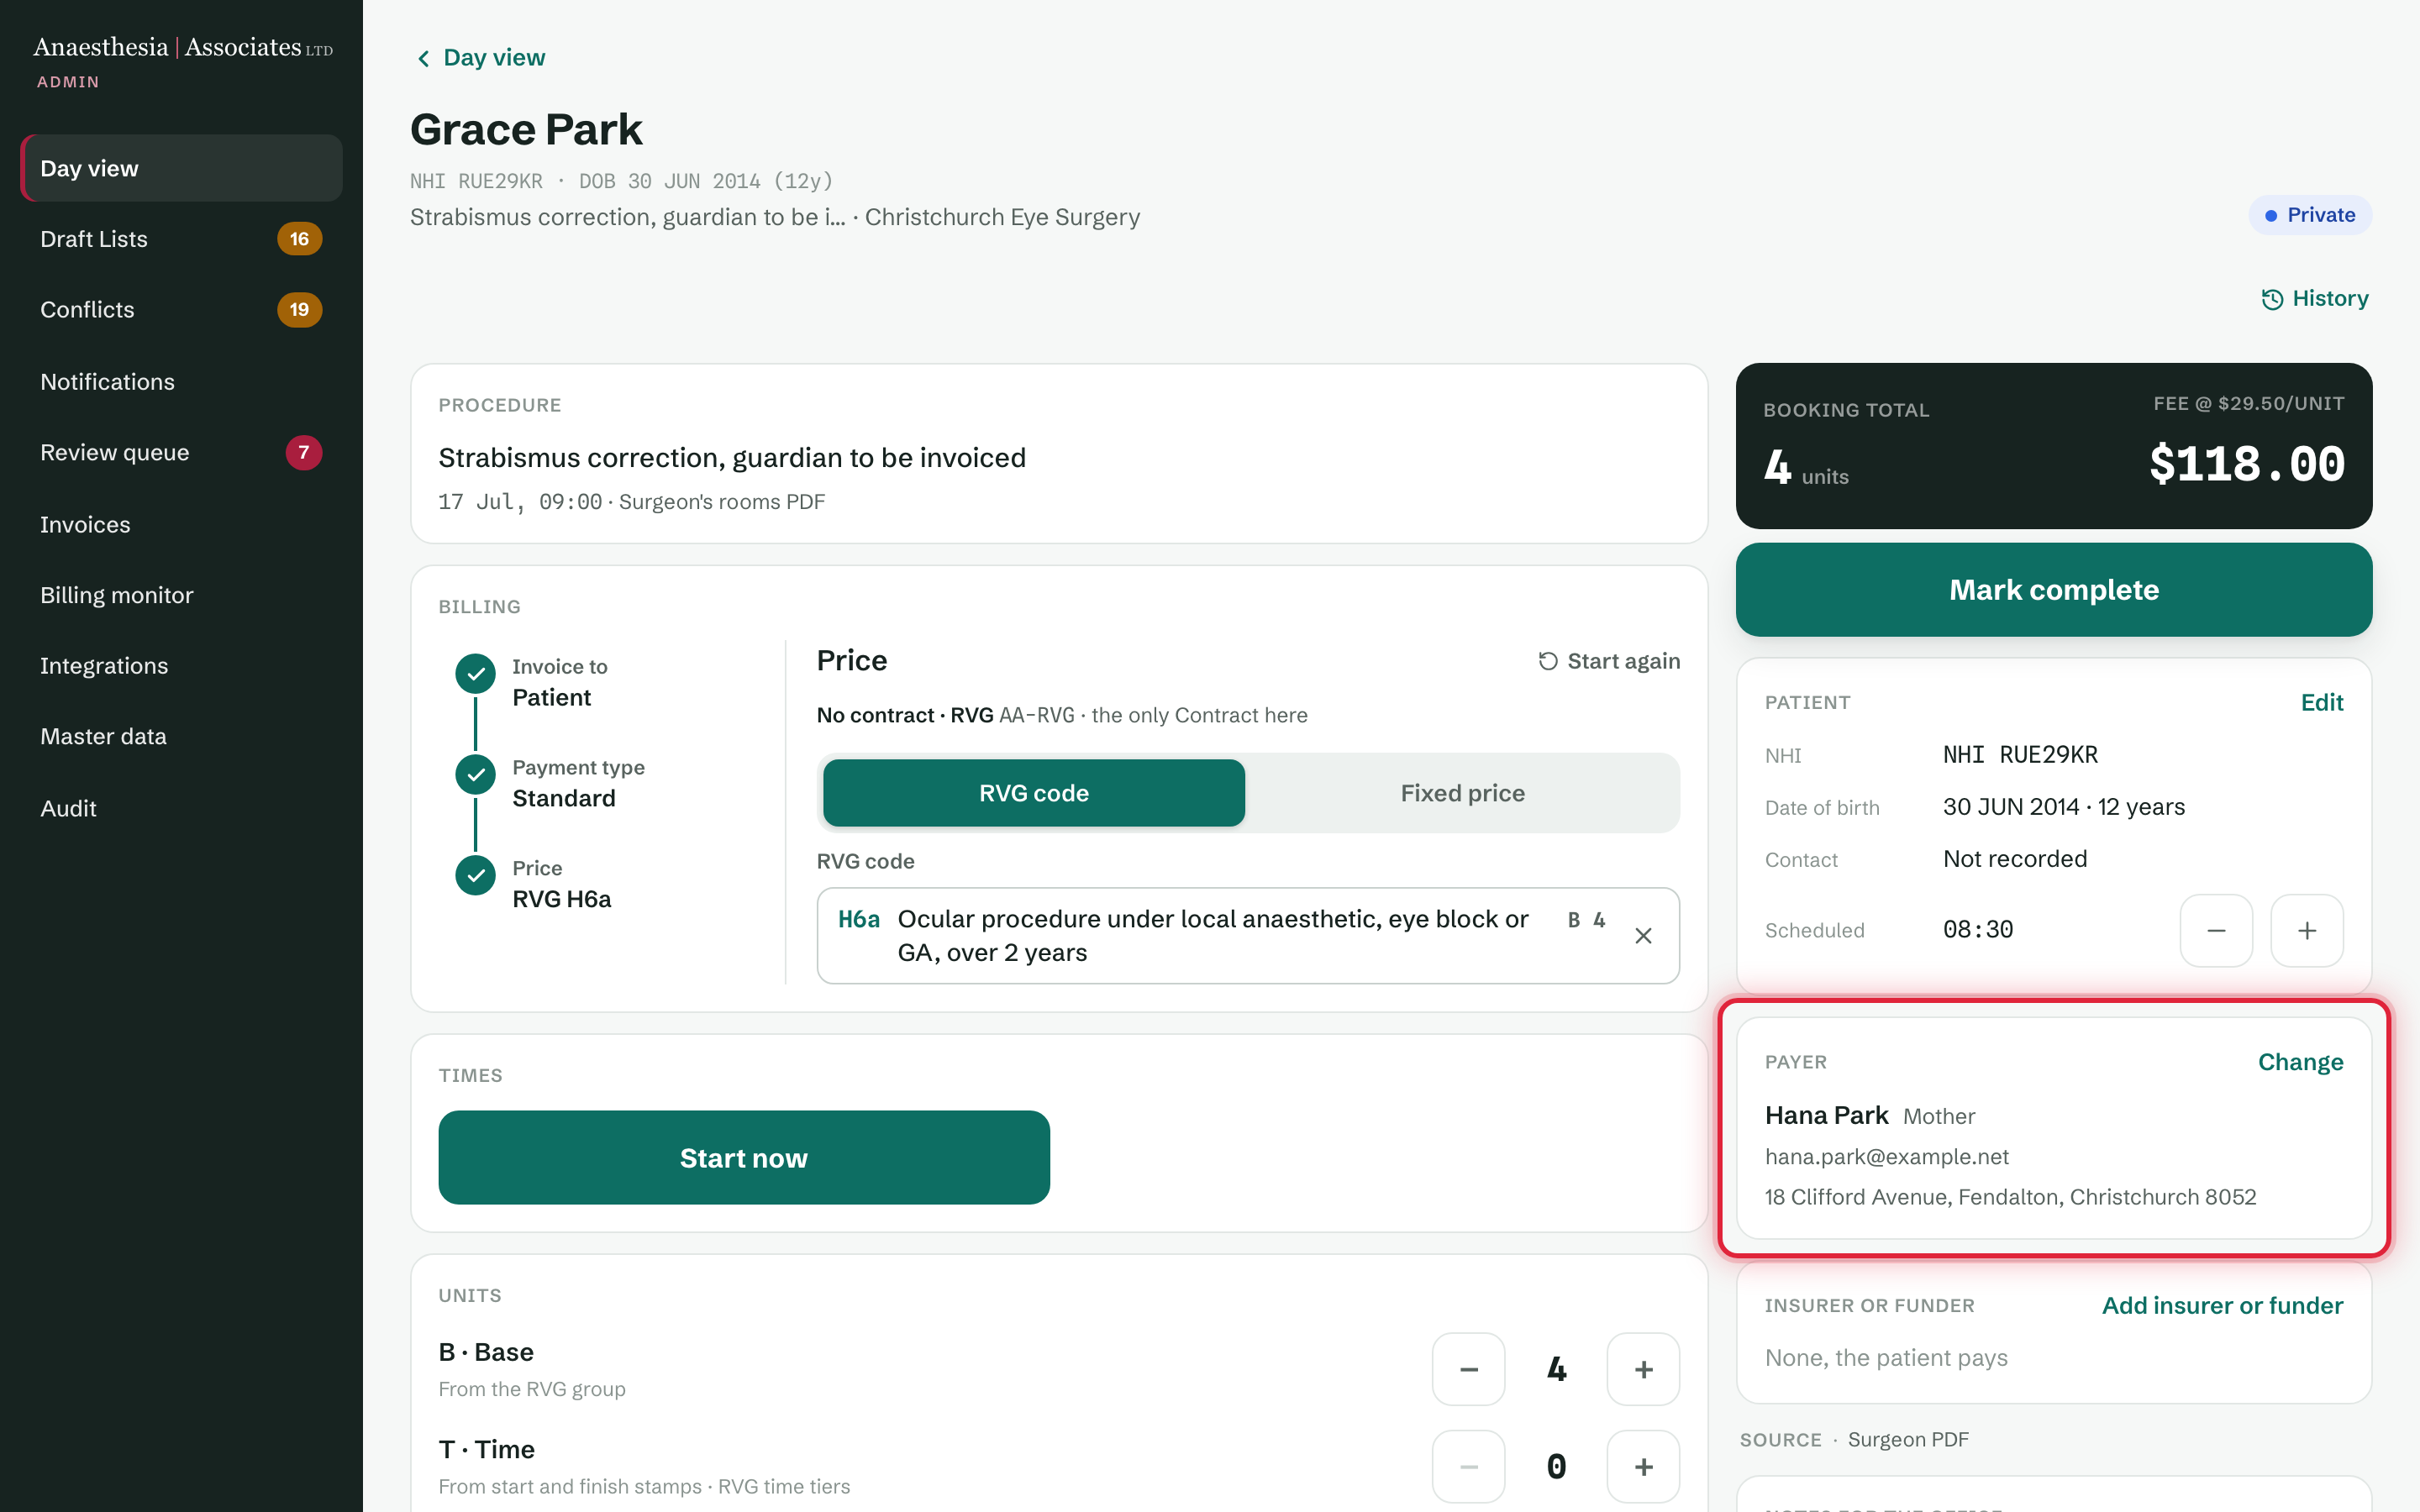 Anaesthesia | Associates LTD
ADMIN
Day view
Draft Lists 16
Conflicts 19
Notifications
Review queue 7
Invoices
Billing monitor
Integrations
Master data
Audit
Day view
Grace Park
NHI RUE29KR · DOB 30 JUN 2014 (12y)
Strabismus correction, guardian to be i... · Christchurch Eye Surgery
Private
History
PROCEDURE
Strabismus correction, guardian to be invoiced
17 Jul, 09:00 · Surgeon's rooms PDF
BILLING
Invoice to
Patient
Payment type
Standard
Price
RVG H6a
Price
Start again
No contract · RVG AA-RVG · the only Contract here
RVG code
Fixed price
RVG code
H6a Ocular procedure under local anaesthetic, eye block or B 4
GA, over 2 years
TIMES
Start now
UNITS
B · Base
From the RVG group
4
T · Time
From start and finish stamps · RVG time tiers
0
BOOKING TOTAL
FEE @ $29.50/UNIT
4 units
$118.00
Mark complete
PATIENT
Edit
NHI NHI RUE29KR
Date of birth 30 JUN 2014 · 12 years
Contact Not recorded
Scheduled 08:30
PAYER
Change
Hana Park Mother
hana.park@example.net
18 Clifford Avenue, Fendalton, Christchurch 8052
INSURER OR FUNDER
Add insurer or funder
None, the patient pays
SOURCE · Surgeon PDF